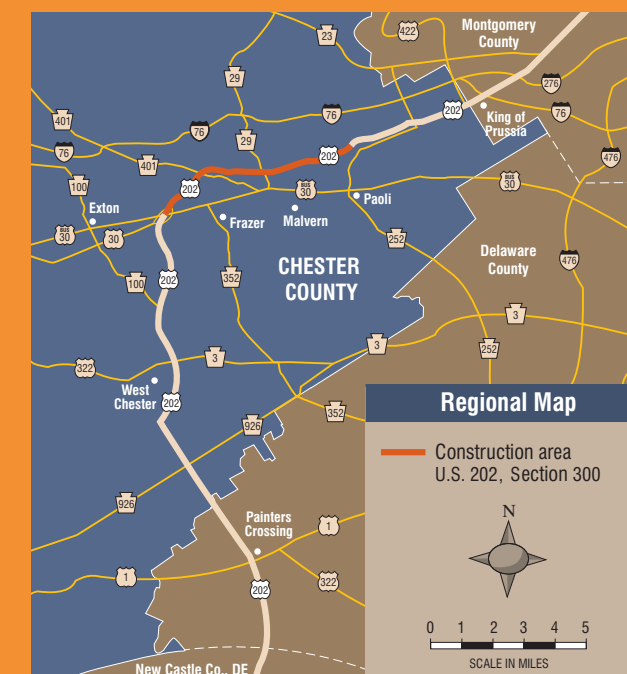 Montgomery
County
422
23
29
276
202
76
King of
Prussia
76
401
76
29
476
76
401
202
100
202
BUS
30
BUS
30
Paoli
Exton
Malvern
Frazer
BUS
30
30
252
Delaware
County
476
CHESTER
COUNTY
202
352
100
3
3
252
3
322
West
Chester
202
352
926
Regional Map
Construction area
U.S. 202, Section 300
926
Painters
Crossing
1
N
1
322
202
0 1 2 3 4 5
SCALE IN MILES
New Castle Co., DE